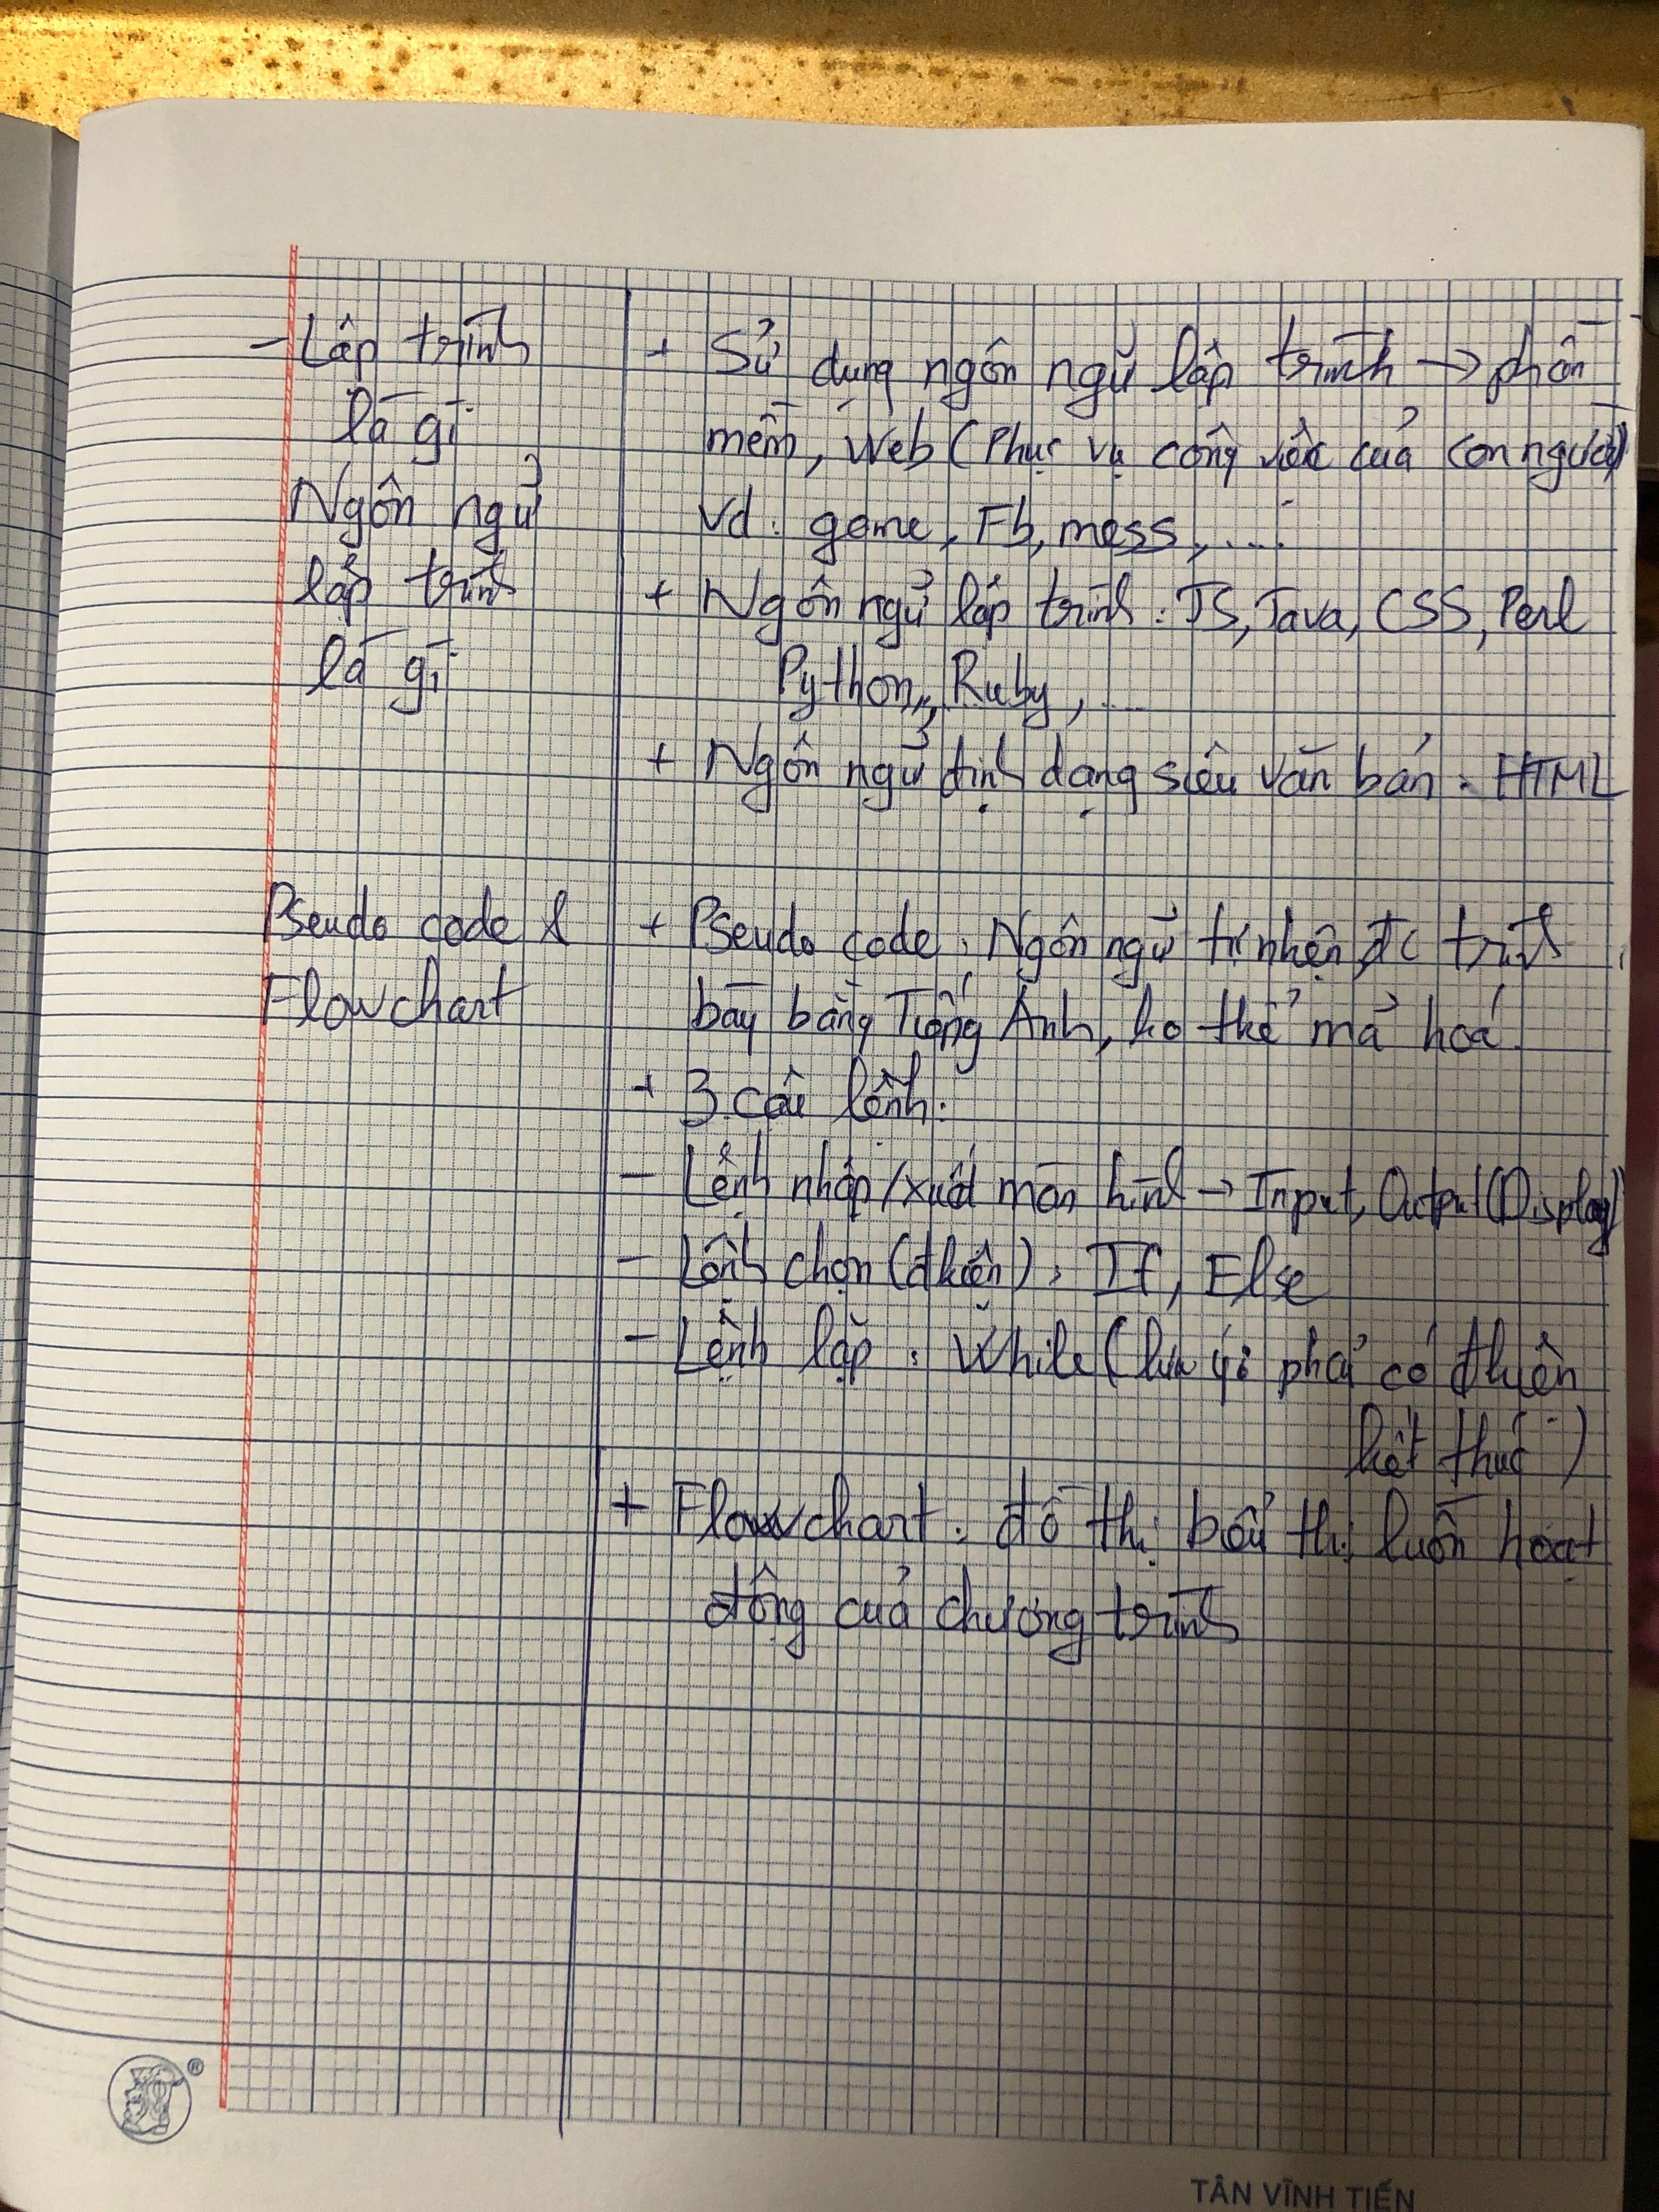 - Lập trình
là gì
Ngôn ngữ
lập trình
là gì
+ Sử dụng ngôn ngữ lập trình → phần
mềm, Web (Phục vụ công việc của con người)
Vd: game, Fb, mess, ....
+ Ngôn ngữ lập trình: JS, Java, CSS, Perl
Python, Ruby, ...
+ Ngôn ngữ định dạng siêu văn bản: HTML
Pseudo code &
Flowchart
+ Pseudo code: Ngôn ngữ tự nhiên, đc trình
bày bằng Tiếng Anh, ko thể mã hoá.
+ 3 câu lệnh:
- Lệnh nhập/xuất màn hình → Input, Output (Display)
- Lệnh chọn (đkiện): If, Else
- Lệnh lặp: While (lưu ý: phải có đkiện
kết thúc)
+ Flowchart: đồ thị biểu thị luồn hoạt
động của chương trình
®
TÂN VĨNH TIẾN